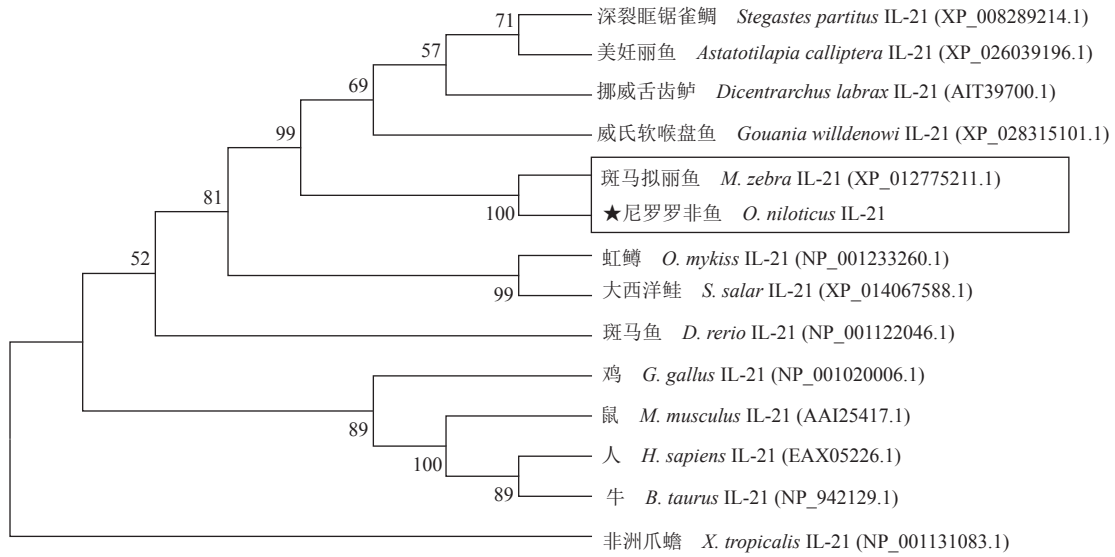 深裂眶锯雀鲷 Stegastes partitus IL-21 (XP_008289214.1)
71
美妊丽鱼 Astatotilapia calliptera IL-21 (XP_026039196.1)
57
挪威舌齿鲈 Dicentrarchus labrax IL-21 (AIT39700.1)
69
威氏软喉盘鱼 Gouania willdenowi IL-21 (XP_028315101.1)
99
斑马拟丽鱼 M. zebra IL-21 (XP_012775211.1)
81
100
★尼罗罗非鱼 O. niloticus IL-21
52
虹鳟 O. mykiss IL-21 (NP_001233260.1)
99
大西洋鲑 S. salar IL-21 (XP_014067588.1)
斑马鱼 D. rerio IL-21 (NP_001122046.1)
鸡 G. gallus IL-21 (NP_001020006.1)
89
鼠 M. musculus IL-21 (AAI25417.1)
100
人 H. sapiens IL-21 (EAX05226.1)
89
牛 B. taurus IL-21 (NP_942129.1)
非洲爪蟾 X. tropicalis IL-21 (NP_001131083.1)